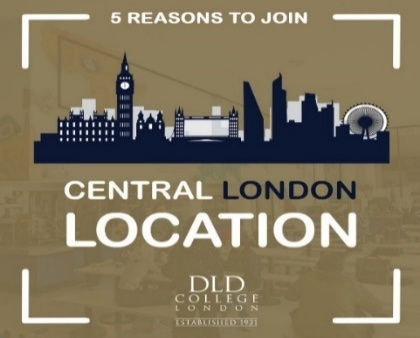 5 REASONS TO JOIN
CENTRAL LONDON
LOCATION
DLD
COLLEGE
LONDON
ESTABLISHED 1931